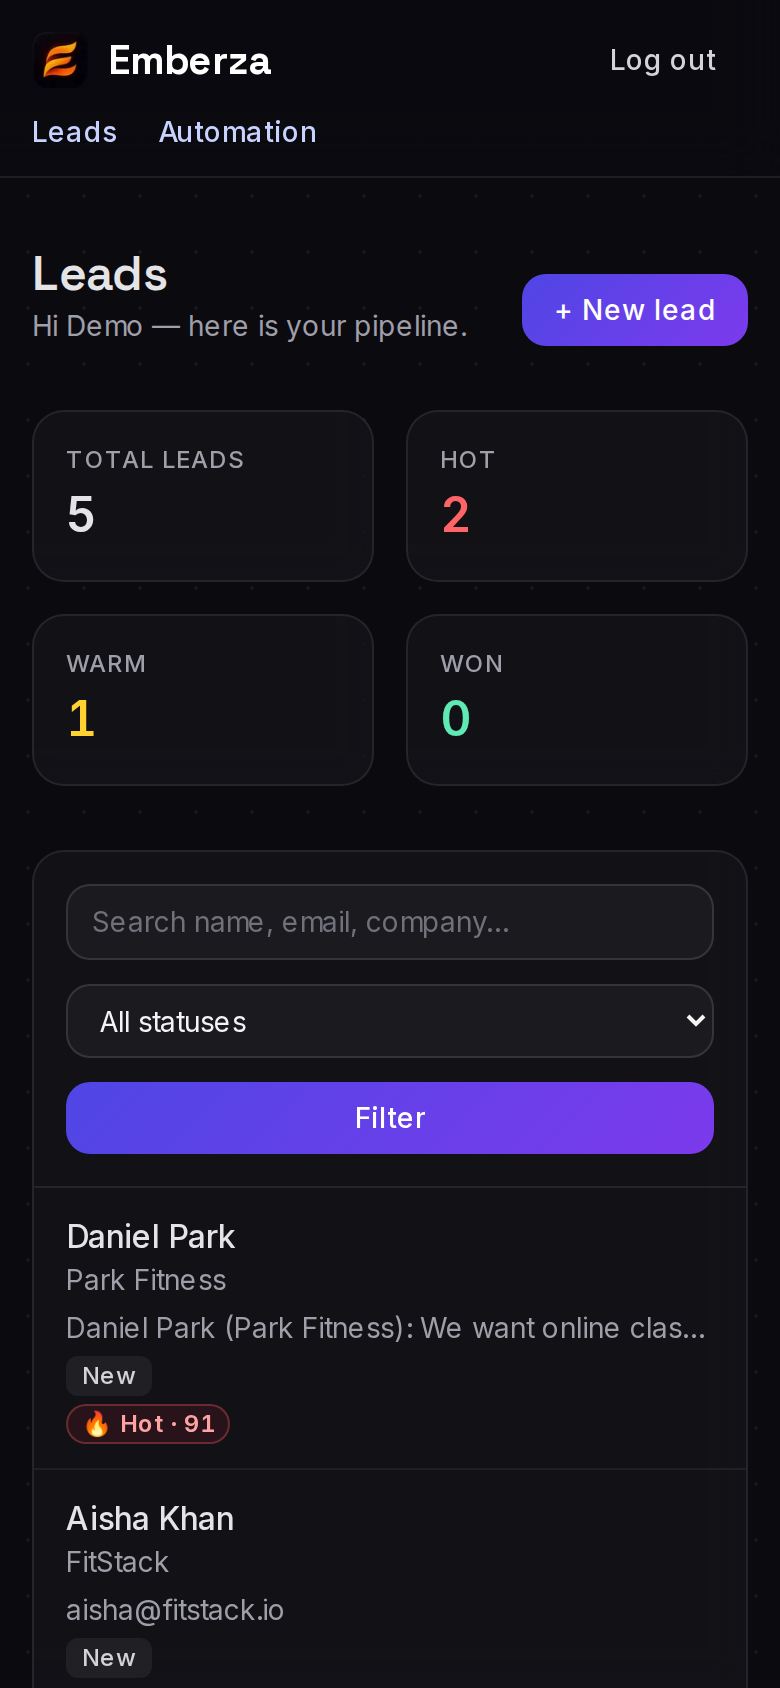 Emberza
Log out
Leads
Automation
Leads
Hi Demo — here is your pipeline.
+ New lead
TOTAL LEADS
5
HOT
2
WARM
1
WON
0
Search name, email, company...
All statuses
Filter
Daniel Park
Park Fitness
Daniel Park (Park Fitness): We want online clas...
New
🔥 Hot · 91
Aisha Khan
FitStack
aisha@fitstack.io
New